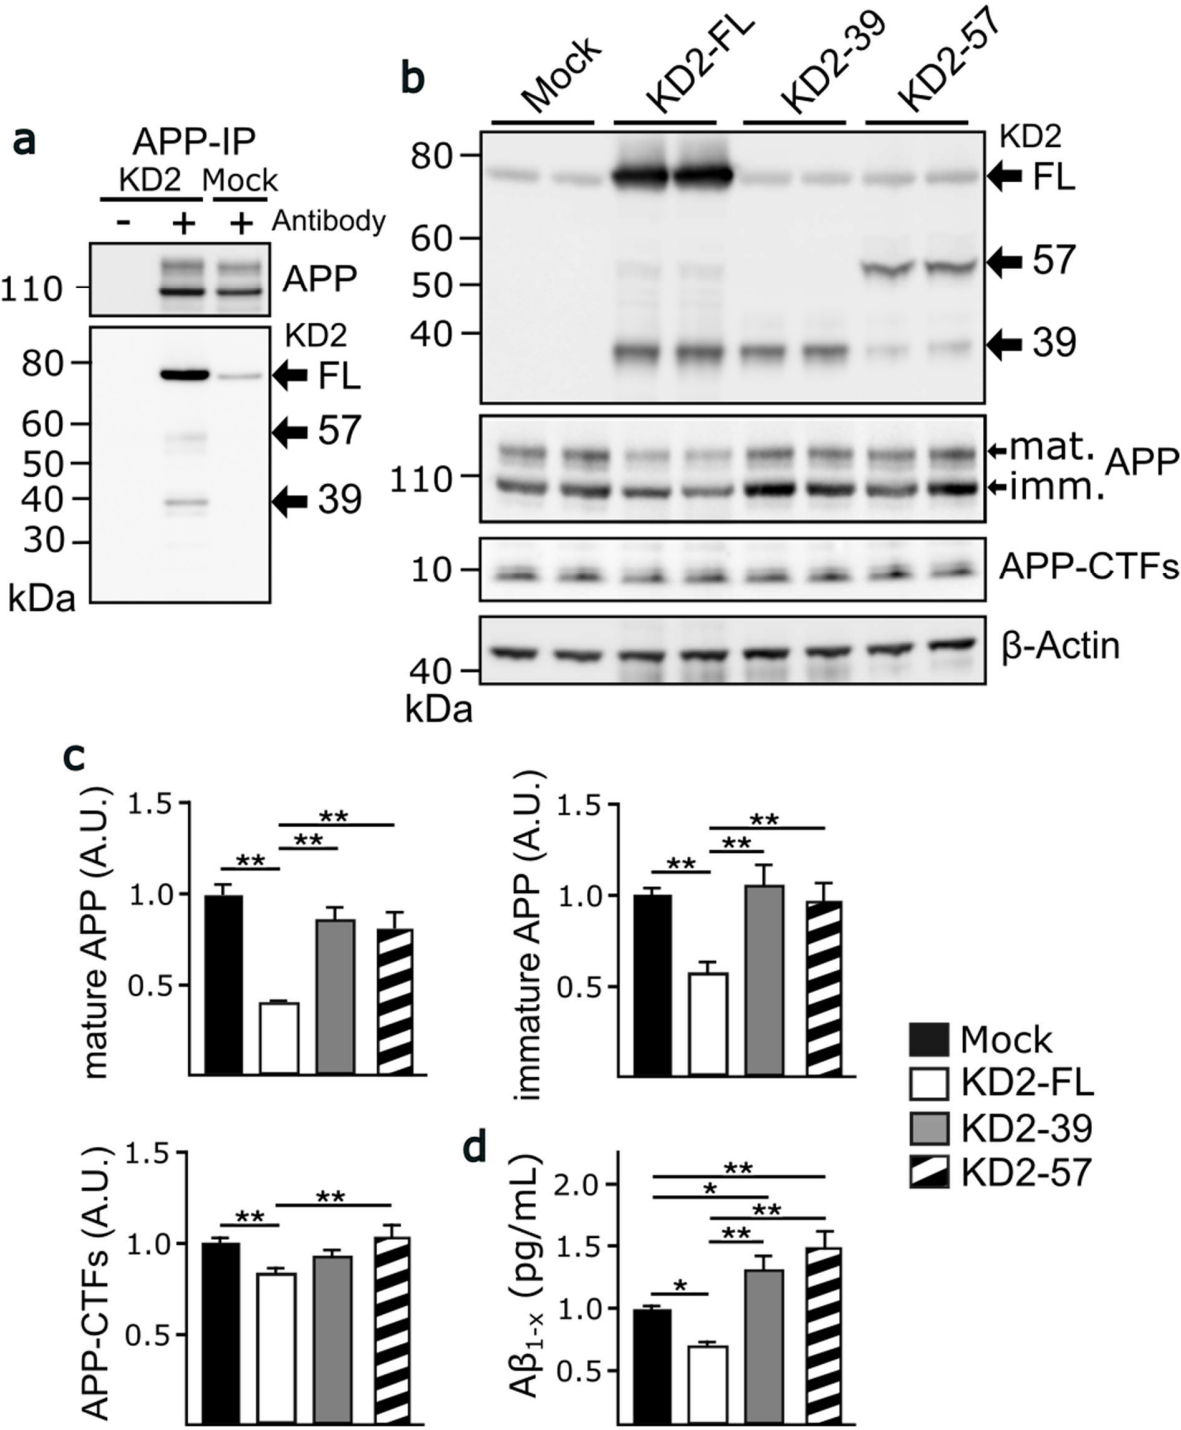 a
APP-IP
KD2 Mock
- + + Antibody
110
APP
KD2
80
FL
60
57
50
40
39
30
kDa
b
Mock
KD2-FL
KD2-39
KD2-57
KD2
80
FL
60
57
50
40
39
mat.
APP
110
imm.
10
APP-CTFs
β-Actin
40
kDa
c
mature APP (A.U.)
1.5
1.0
0.5
**
**
**
immature APP (A.U.)
1.5
1.0
0.5
**
**
**
Mock
KD2-FL
KD2-39
KD2-57
APP-CTFs (A.U.)
1.5
1.0
0.5
**
**
d
Aβ1-x (pg/mL)
2.0
1.5
1.0
0.5
**
*
**
**
*